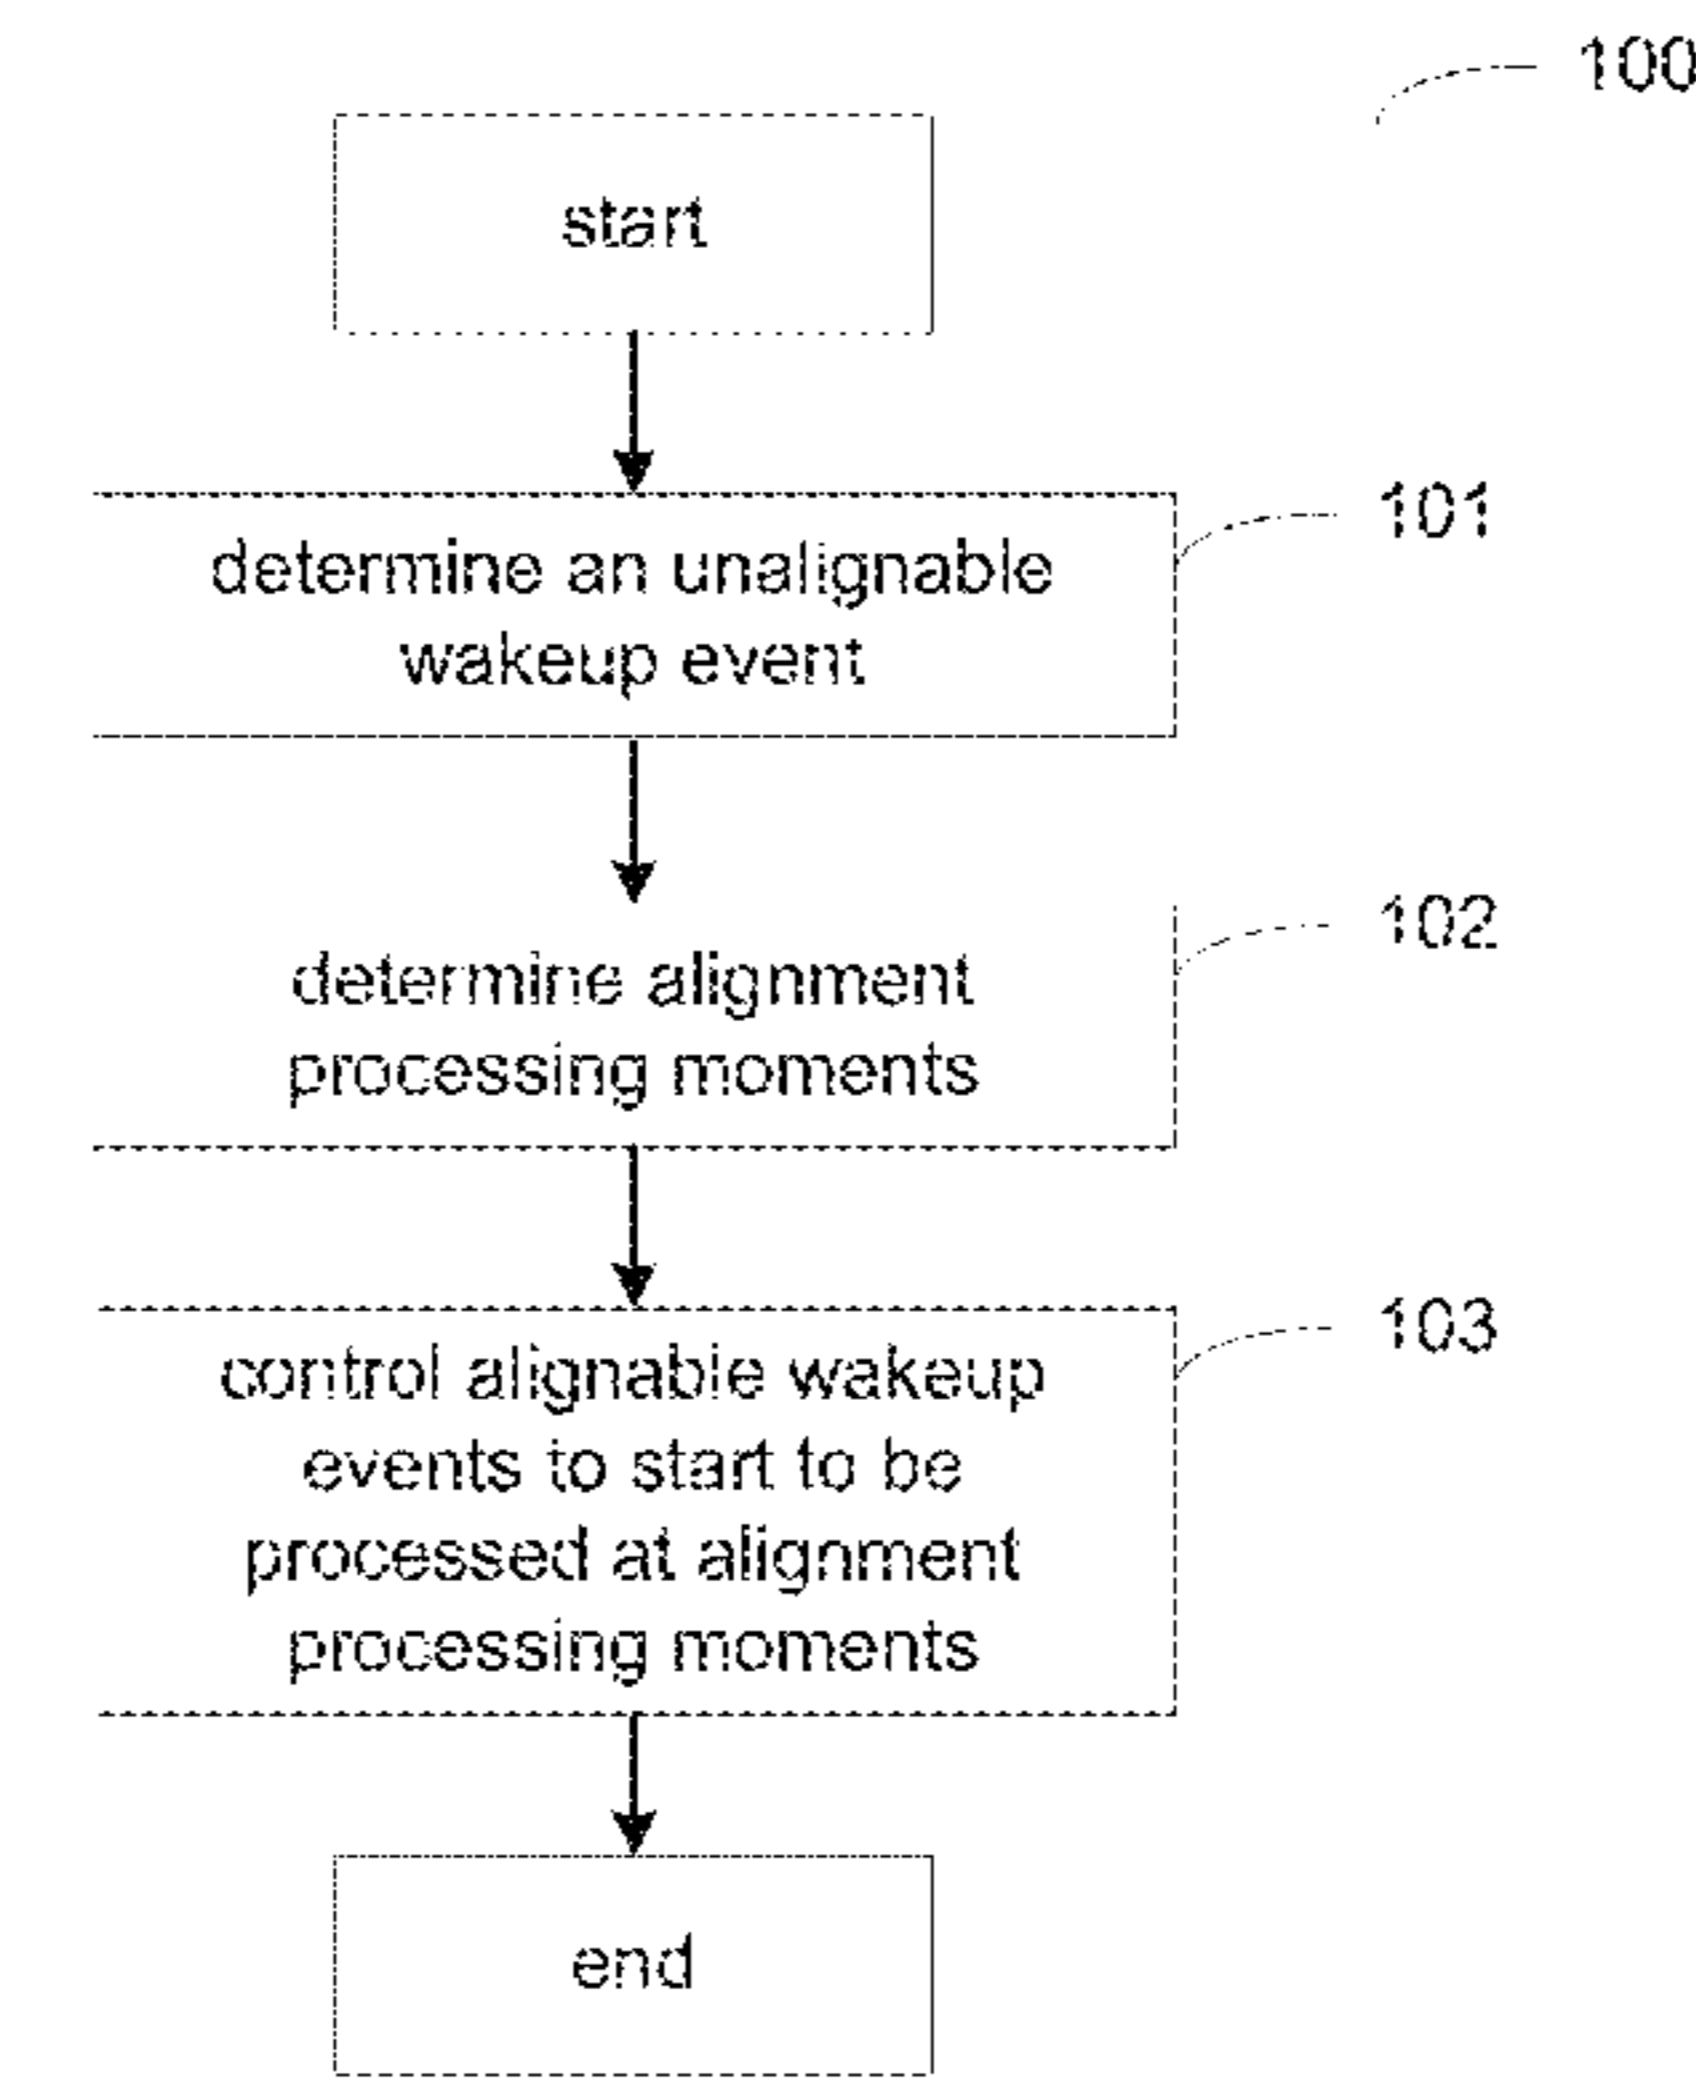 100
start
101
determine an unalignable
wakeup event
102
determine alignment
processing moments
103
control alignable wakeup
events to start to be
processed at alignment
processing moments
end